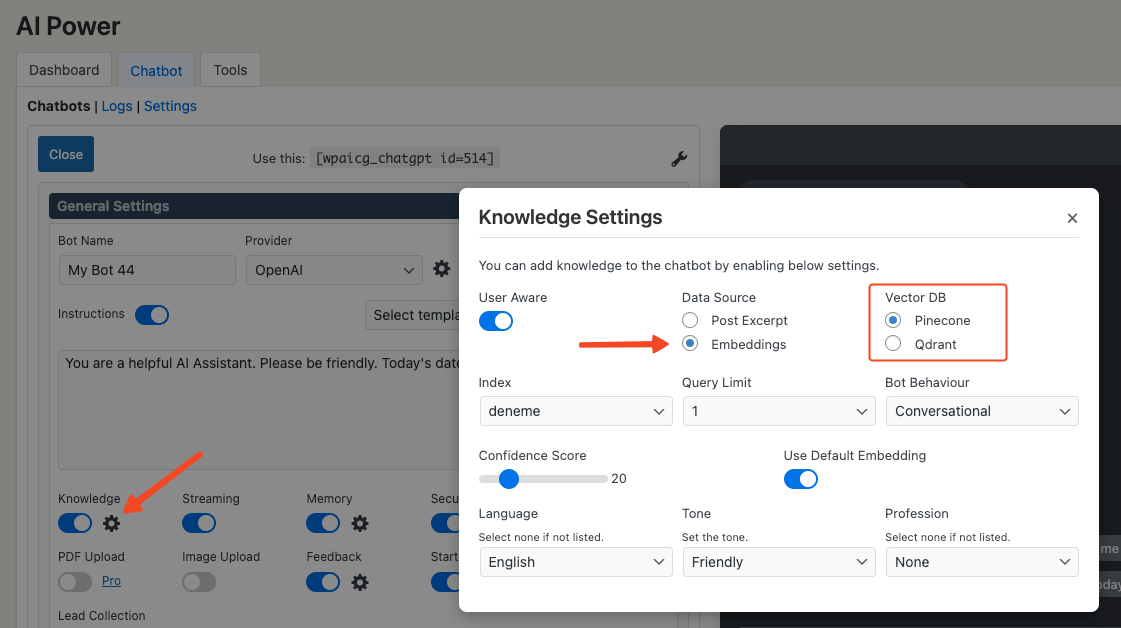 AI Power
Dashboard
Chatbot
Tools
Chatbots | Logs | Settings
Close
Use this: [wpaicg_chatgpt id=514]
General Settings
Bot Name
Provider
My Bot 44
OpenAI
Instructions
Select templa
You are a helpful AI Assistant. Please be friendly. Today's date
Knowledge
Streaming
Memory
Secu
PDF Upload
Image Upload
Feedback
Start
Pro
Lead Collection
Knowledge Settings
×
You can add knowledge to the chatbot by enabling below settings.
User Aware
Data Source
Vector DB
Post Excerpt
Pinecone
Embeddings
Qdrant
Index
Query Limit
Bot Behaviour
deneme
1
Conversational
Confidence Score
Use Default Embedding
20
Language
Tone
Profession
Select none if not listed.
Set the tone.
Select none if not listed.
English
Friendly
None
me
oday